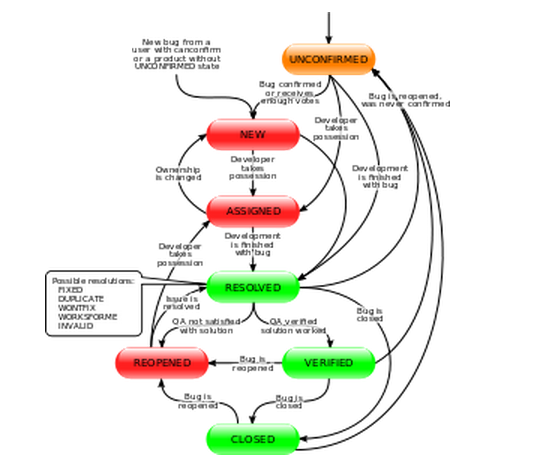 New bug from a
user with canconfirm
or a product without
UNCONFIRMED state
UNCONFIRMED
Bug confirmed
or receives
enough votes
Bug is reopened,
was never confirmed
NEW
Developer
takes
possession
Developer
takes
possession
Ownership
is changed
Development
is finished
with bug
ASSIGNED
Developer
takes
possession
Development
is finished
with bug
Possible resolutions:
FIXED
DUPLICATE
WONTFIX
WORKSFORME
INVALID
RESOLVED
Issue is
resolved
Bug is
closed
QA not satisfied
with solution
QA verified
solution worked
REOPENED
Bug is
reopened
VERIFIED
Bug is
reopened
Bug is
closed
CLOSED